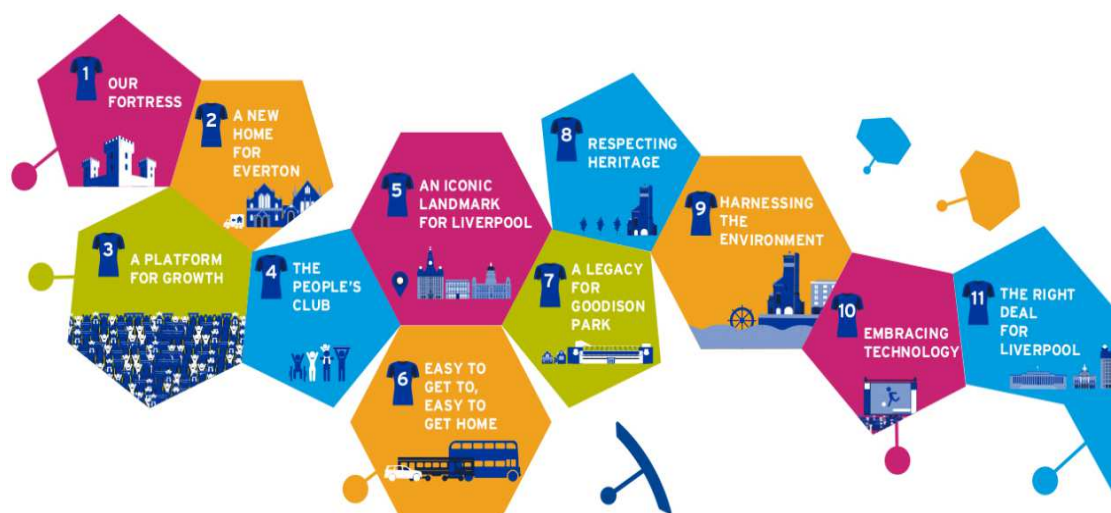 1
OUR
FORTRESS
2
A NEW
HOME
FOR
EVERTON
3
A PLATFORM
FOR GROWTH
4
THE
PEOPLE'S
CLUB
5
AN ICONIC
LANDMARK
FOR LIVERPOOL
6
EASY TO
GET TO,
EASY TO
GET HOME
7
A LEGACY
FOR
GOODISON
PARK
8
RESPECTING
HERITAGE
9
HARNESSING
THE
ENVIRONMENT
10
EMBRACING
TECHNOLOGY
11
THE RIGHT
DEAL
FOR
LIVERPOOL